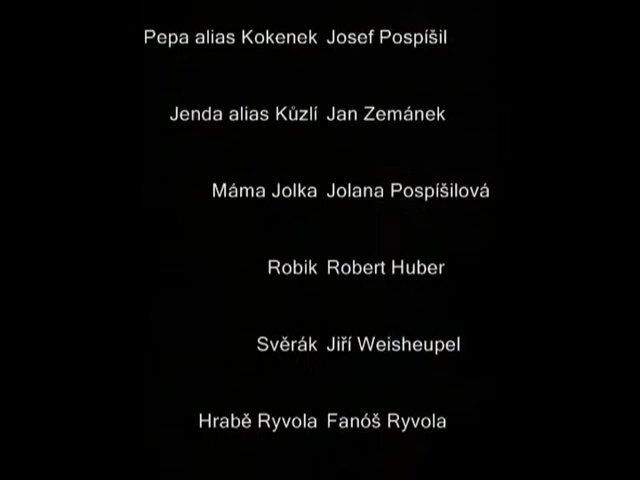 Pepa alias Kokenek Josef Pospíšil
Jenda alias Kůzlí Jan Zemánek
Máma Jolka Jolana Pospíšilová
Robik Robert Huber
Svěrák Jiří Weisheupel
Hrabě Ryvola Fanóš Ryvola